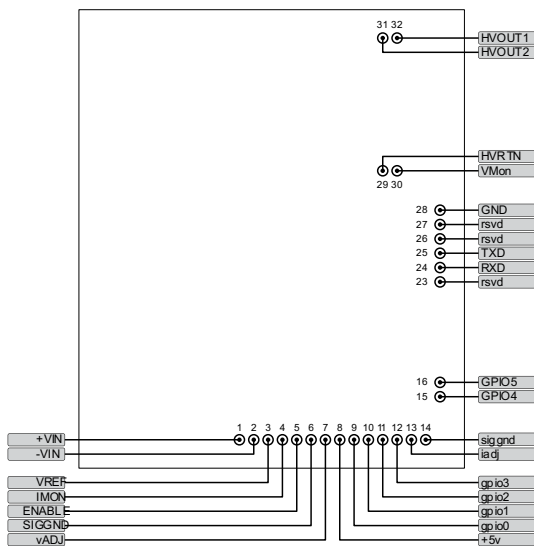 31 32
HVOUT1
HVOUT2
HVRTN
VMon
29 30
28 GND
27 rsvd
26 rsvd
25 TXD
24 RXD
23 rsvd
16 GPIO5
15 GPIO4
1 2 3 4 5 6 7 8 9 10 11 12 13 14
+VIN
-VIN
VREF
IMON
ENABLE
SIGGND
vADJ
siggnd
iadj
gpio3
gpio2
gpio1
gpio0
+5v